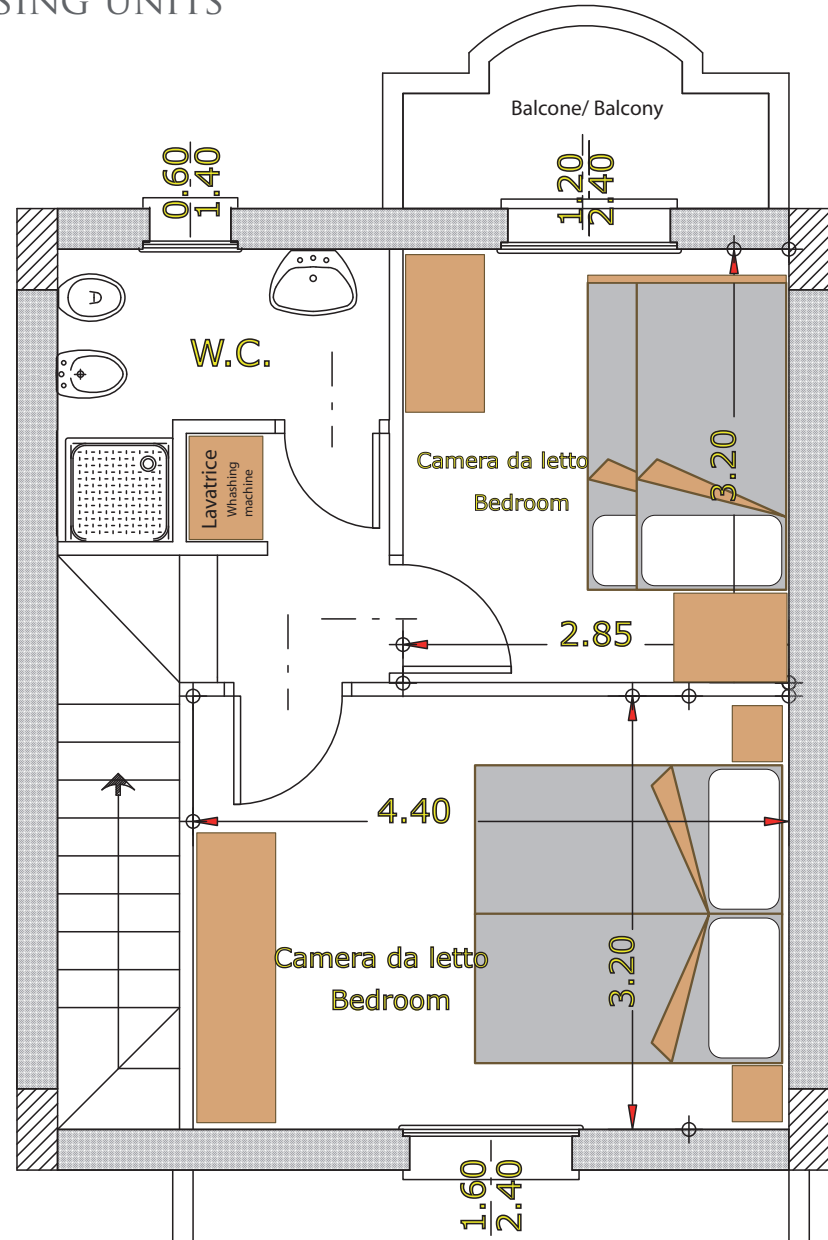 SING UNITS
Balcone/ Balcony
0.60
1.40
1.20
2.40
W.C.
Lavatrice
Whashing
machine
Camera da letto
Bedroom
3.20
2.85
4.40
Camera da letto
Bedroom
3.20
1.60
2.40